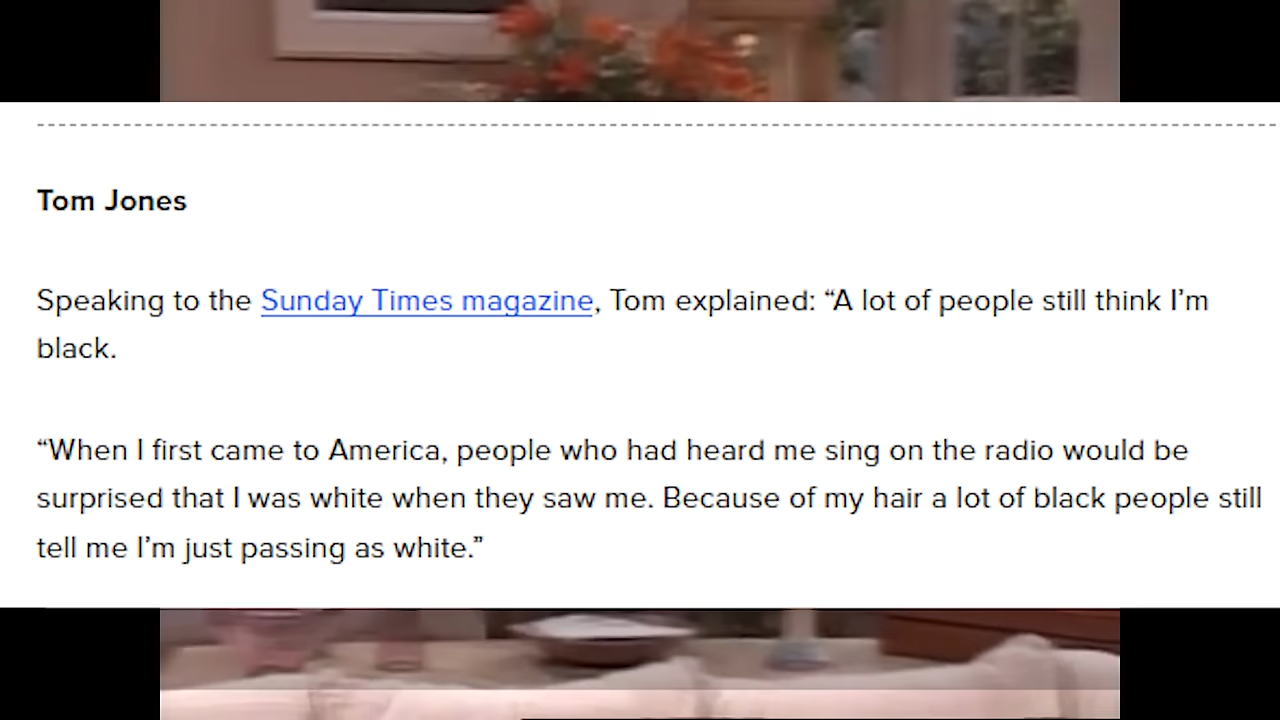 Tom Jones
Speaking to the Sunday Times magazine, Tom explained: “A lot of people still think I’m
black.
“When I first came to America, people who had heard me sing on the radio would be
surprised that I was white when they saw me. Because of my hair a lot of black people still
tell me I’m just passing as white.”